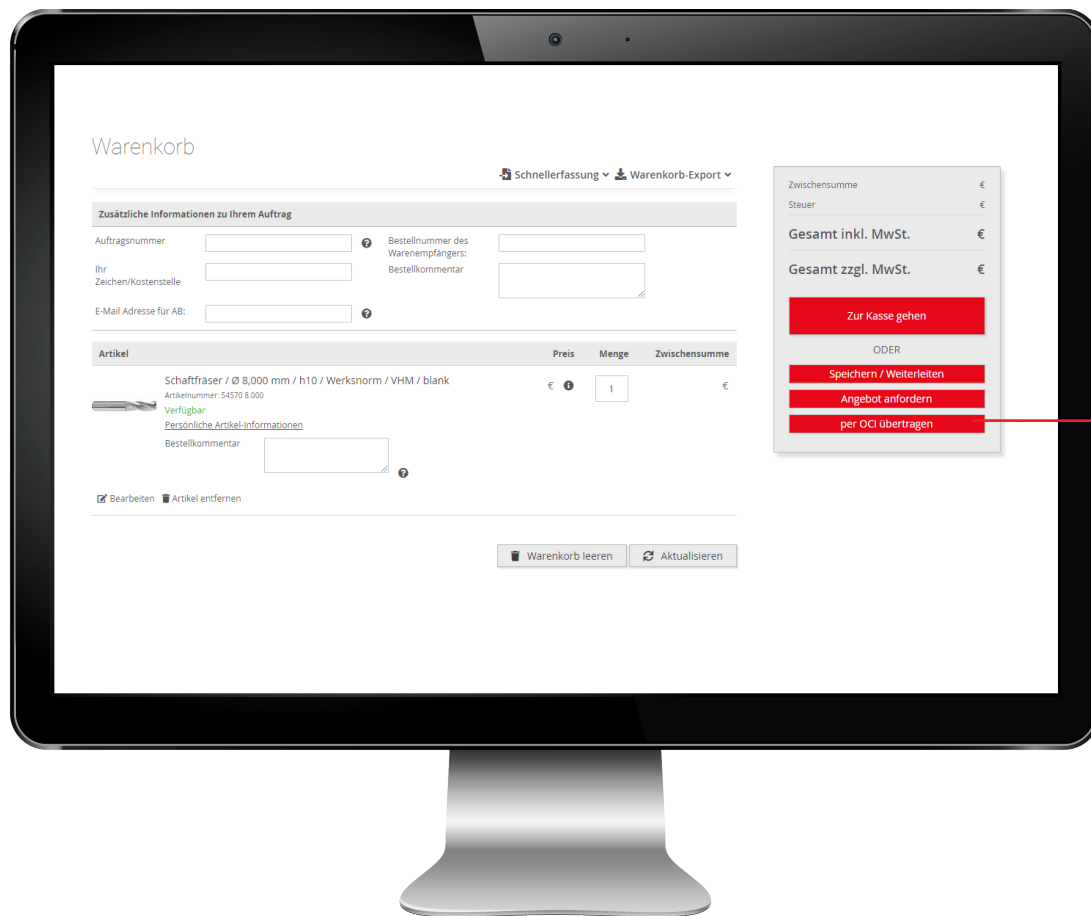 Warenkorb
Schnellerfassung Warenkorb-Export
Zusätzliche Informationen zu Ihrem Auftrag
Auftragsnummer
Bestellnummer des
Warenempfängers:
Ihr
Zeichen/Kostenstelle
Bestellkommentar
E-Mail Adresse für AB:
Artikel Preis Menge Zwischensumme
Schaftfräser / Ø 8,000 mm / h10 / Werksnorm / VHM / blank
€ 1 €
Artikelnummer: 54570 8.000
Verfügbar
Persönliche Artikel-Informationen
Bestellkommentar
Bearbeiten Artikel entfernen
Warenkorb leeren Aktualisieren
Zwischensumme €
Steuer €
Gesamt inkl. MwSt. €
Gesamt zzgl. MwSt. €
Zur Kasse gehen
ODER
Speichern / Weiterleiten
Angebot anfordern
per OCI übertragen